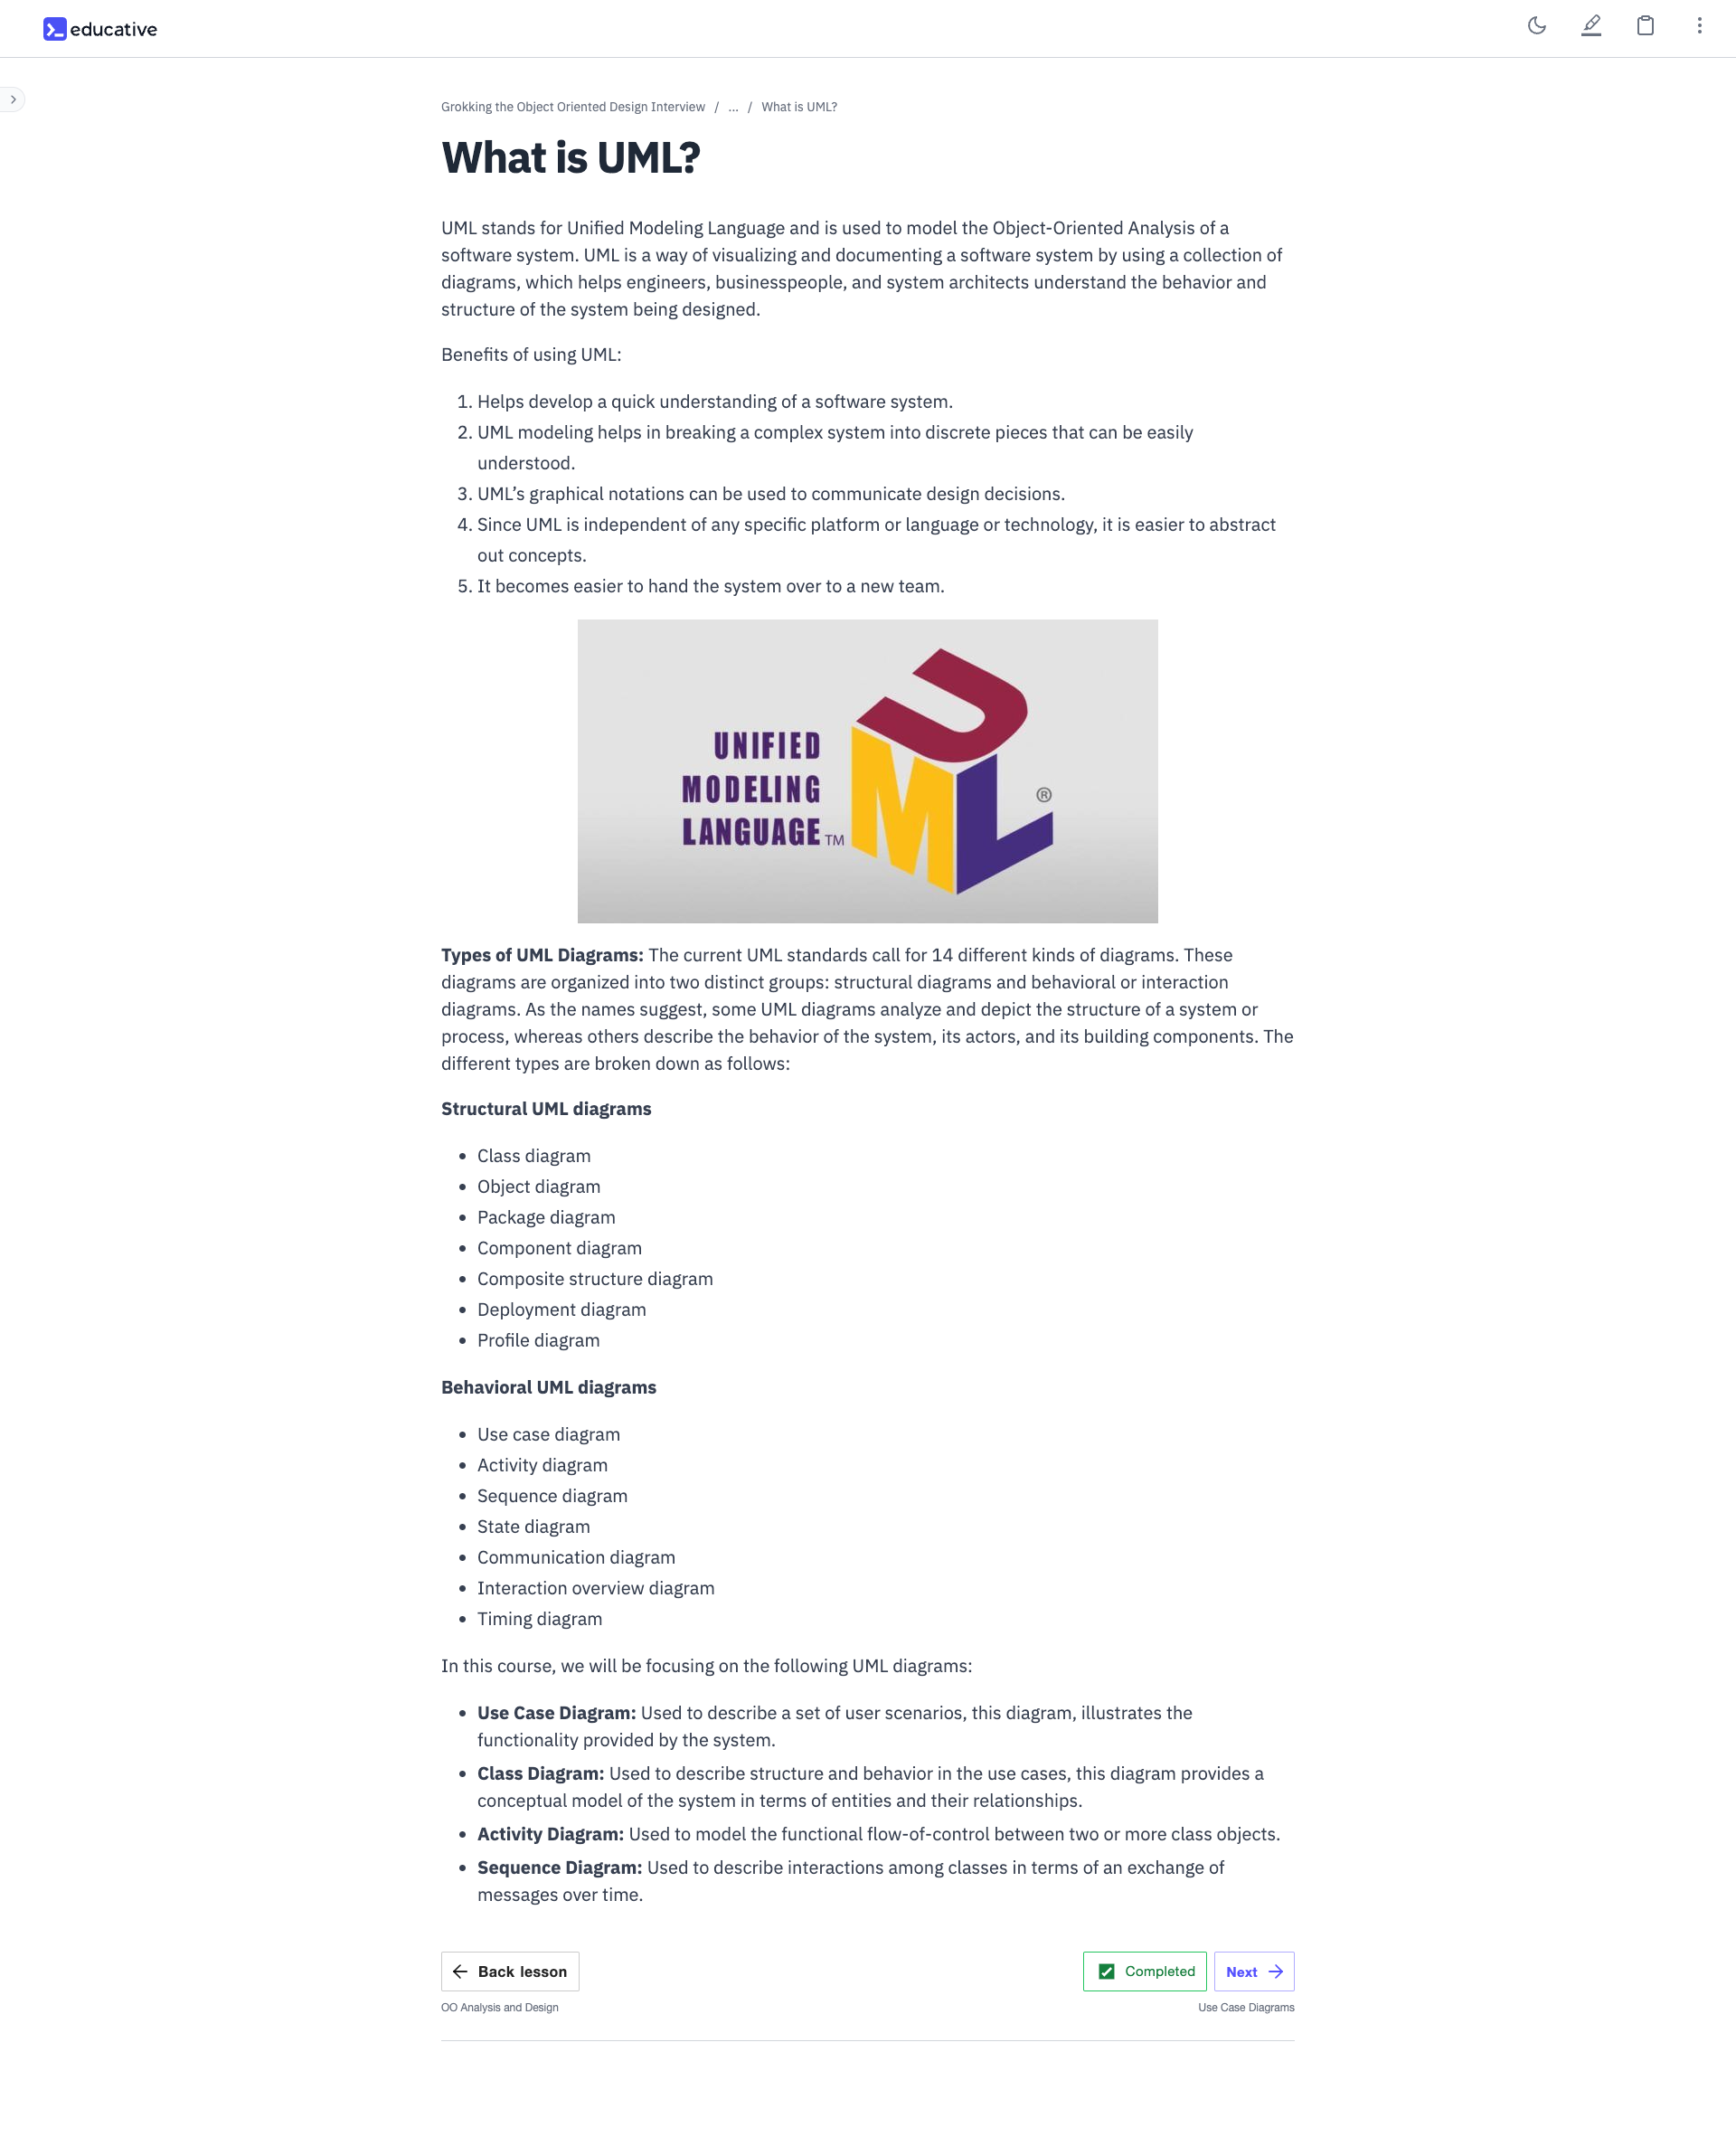 educative
Grokking the Object Oriented Design Interview / ... / What is UML?
What is UML?
UML stands for Unified Modeling Language and is used to model the Object-Oriented Analysis of a
software system. UML is a way of visualizing and documenting a software system by using a collection of
diagrams, which helps engineers, businesspeople, and system architects understand the behavior and
structure of the system being designed.
Benefits of using UML:
1. Helps develop a quick understanding of a software system.
2. UML modeling helps in breaking a complex system into discrete pieces that can be easily
understood.
3. UML’s graphical notations can be used to communicate design decisions.
4. Since UML is independent of any specific platform or language or technology, it is easier to abstract
out concepts.
5. It becomes easier to hand the system over to a new team.
UNIFIED
MODELING
LANGUAGE TM
UML ®
Types of UML Diagrams: The current UML standards call for 14 different kinds of diagrams. These
diagrams are organized into two distinct groups: structural diagrams and behavioral or interaction
diagrams. As the names suggest, some UML diagrams analyze and depict the structure of a system or
process, whereas others describe the behavior of the system, its actors, and its building components. The
different types are broken down as follows:
Structural UML diagrams
• Class diagram
• Object diagram
• Package diagram
• Component diagram
• Composite structure diagram
• Deployment diagram
• Profile diagram
Behavioral UML diagrams
• Use case diagram
• Activity diagram
• Sequence diagram
• State diagram
• Communication diagram
• Interaction overview diagram
• Timing diagram
In this course, we will be focusing on the following UML diagrams:
• Use Case Diagram: Used to describe a set of user scenarios, this diagram, illustrates the
functionality provided by the system.
• Class Diagram: Used to describe structure and behavior in the use cases, this diagram provides a
conceptual model of the system in terms of entities and their relationships.
• Activity Diagram: Used to model the functional flow-of-control between two or more class objects.
• Sequence Diagram: Used to describe interactions among classes in terms of an exchange of
messages over time.
← Back lesson
Completed
Next →
OO Analysis and Design
Use Case Diagrams